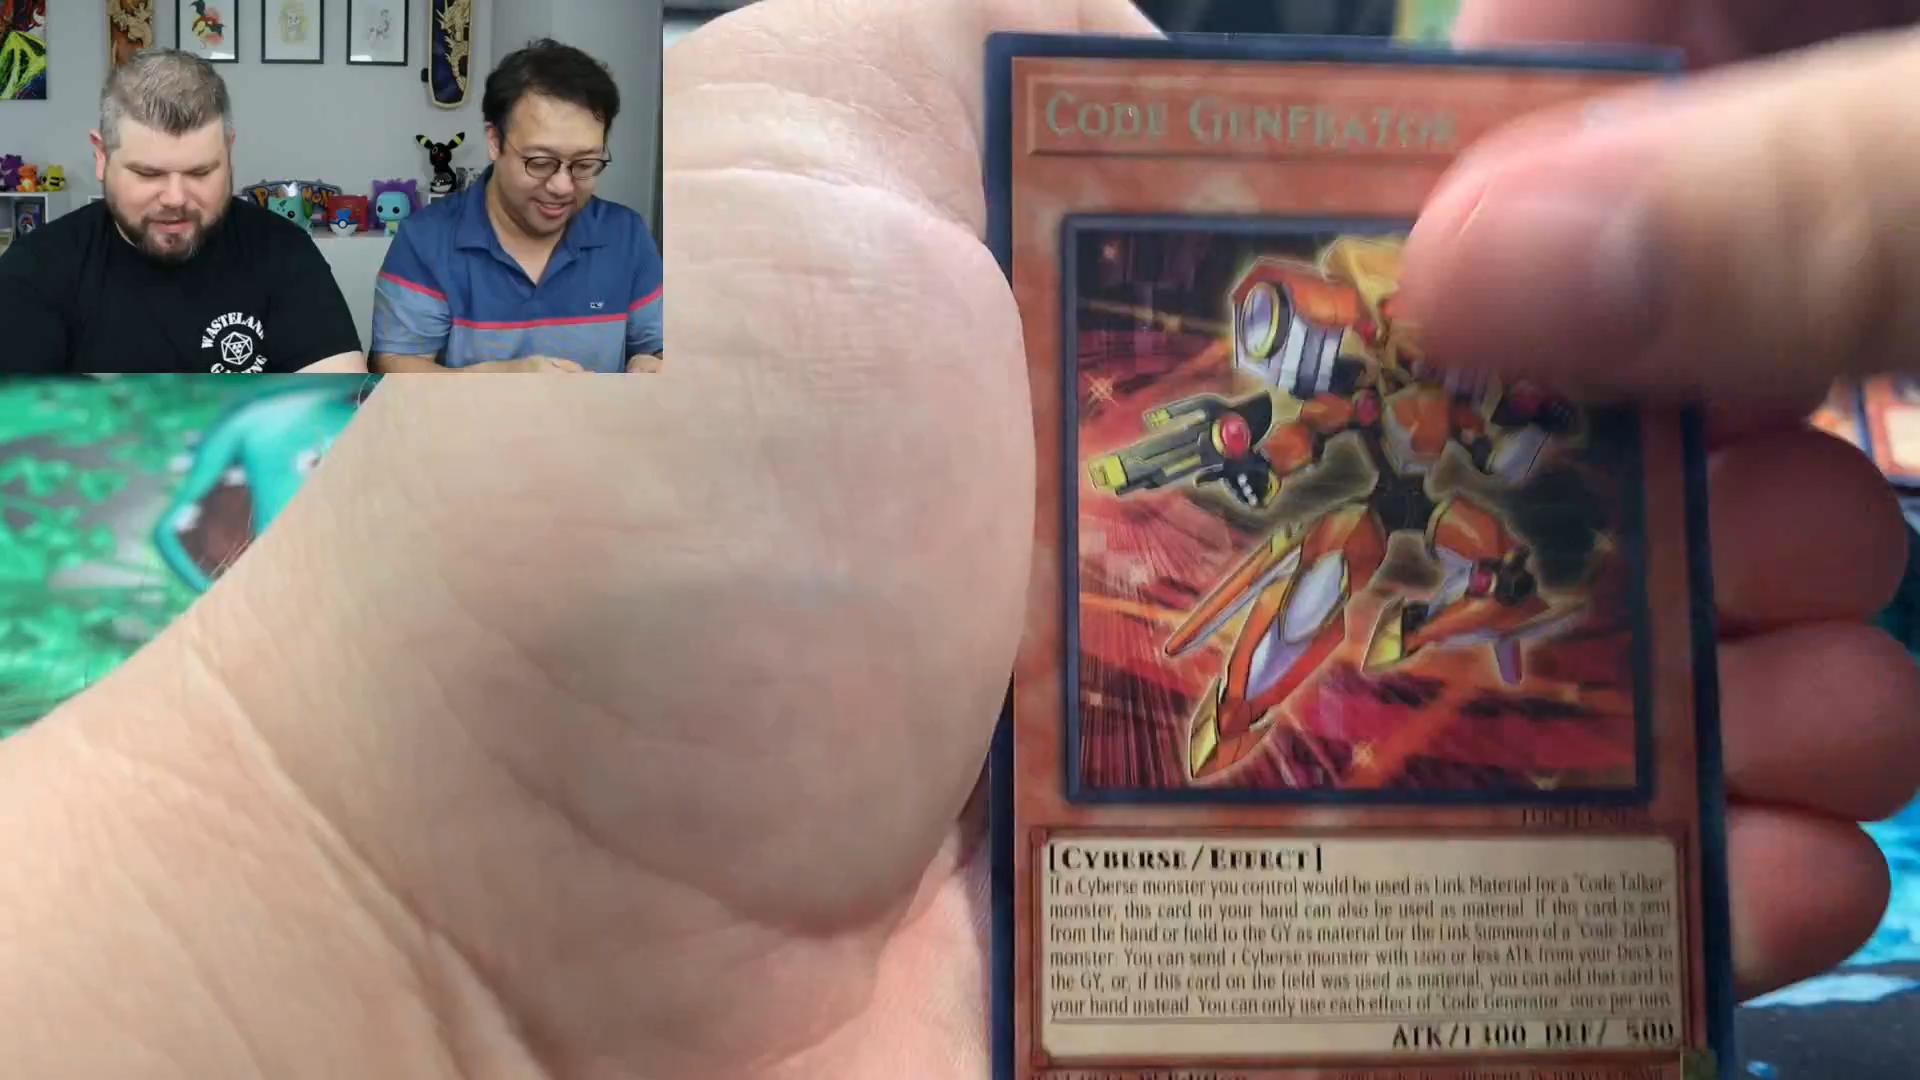 POKÉMON
WASTELAND
GAMING
CODE GENERATOR
[CYBERSE/EFFECT]
If a Cyberse monster you control would be used as Link Material for a "Code Talker"
monster, this card in your hand can also be used as material. If this card is sent
from the hand or field to the GY as material for the Link Summon of a "Code Talker"
monster: You can send 1 Cyberse monster with 1200 or less ATK from your Deck to
the GY, or, if this card on the field was used as material, you can add that card to
your hand instead. You can only use each effect of "Code Generator" once per turn.
ATK/1300 DEF/ 500